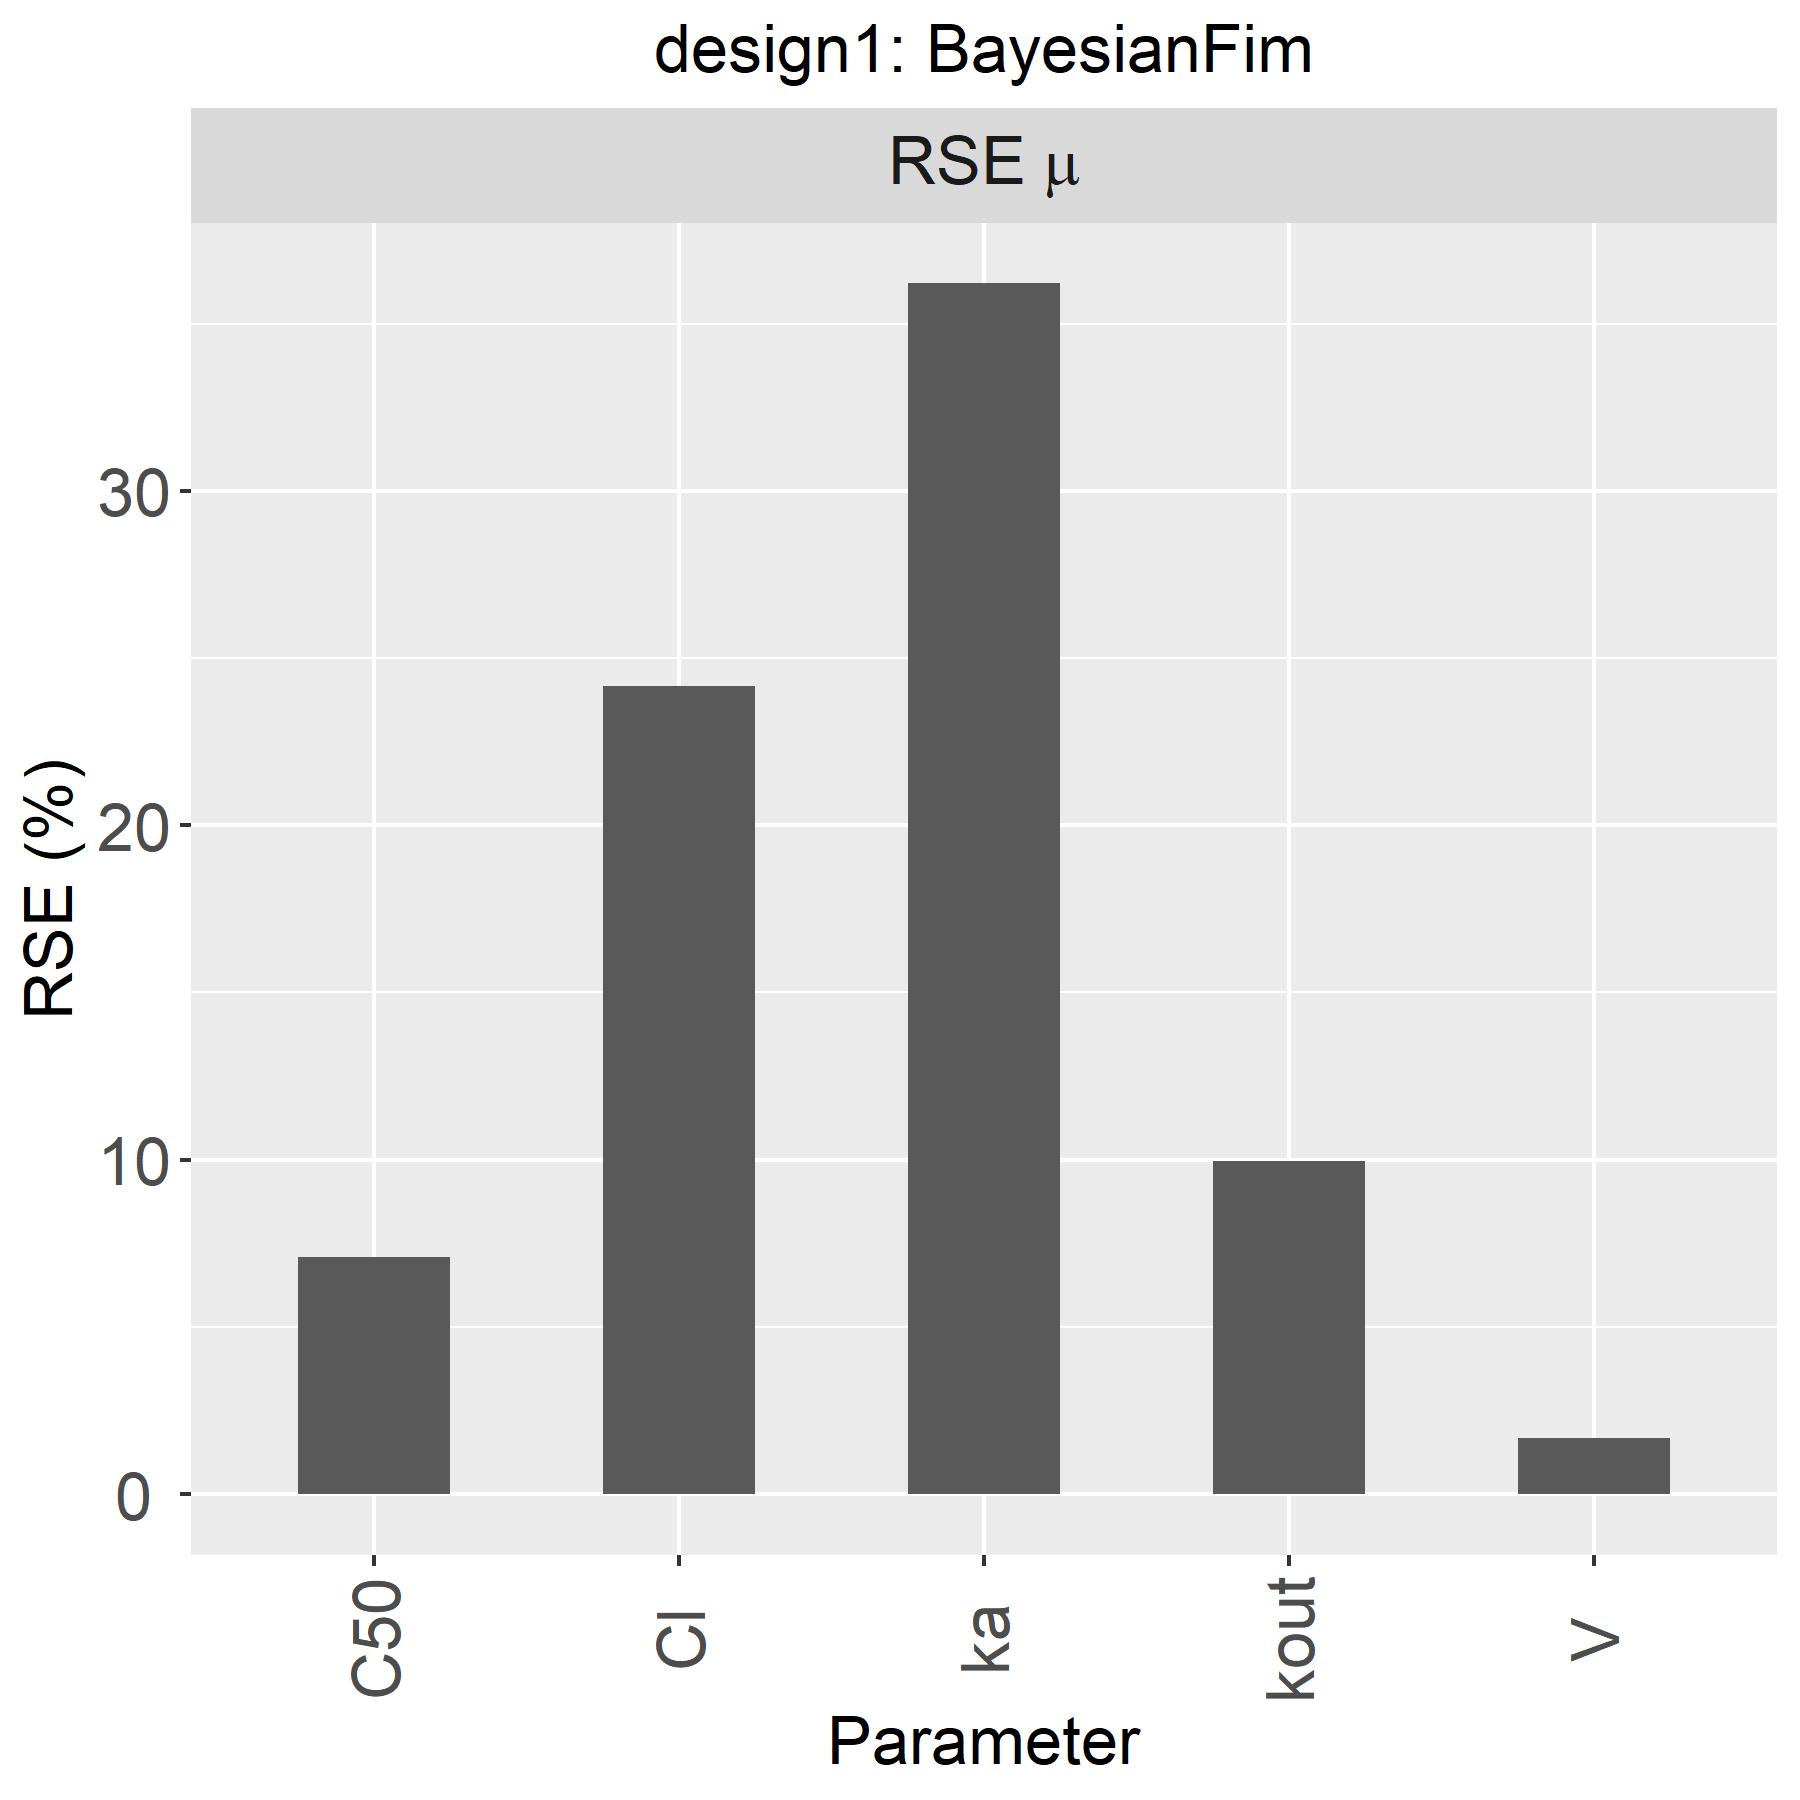 design1: BayesianFim
RSE μ
30
20
10
0
RSE (%)
C50
Cl
ka
kout
V
Parameter